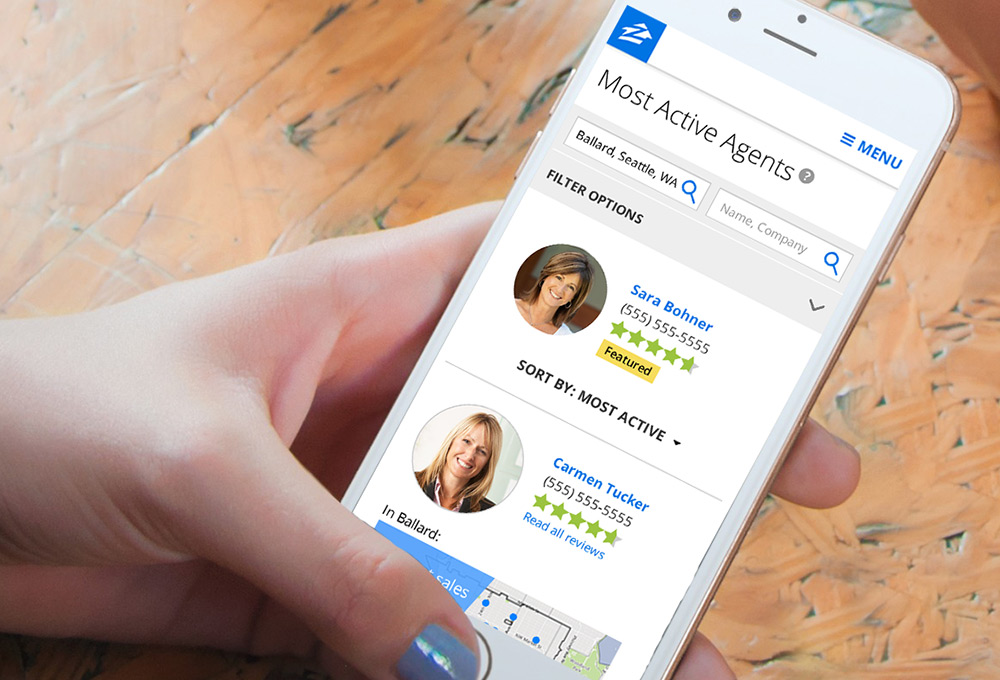 MENU
Most Active Agents ?
Ballard, Seattle, WA
Name, Company
FILTER OPTIONS
Sara Bohner
(555) 555-5555
Featured
SORT BY: MOST ACTIVE
Carmen Tucker
(555) 555-5555
Read all reviews
In Ballard:
sales